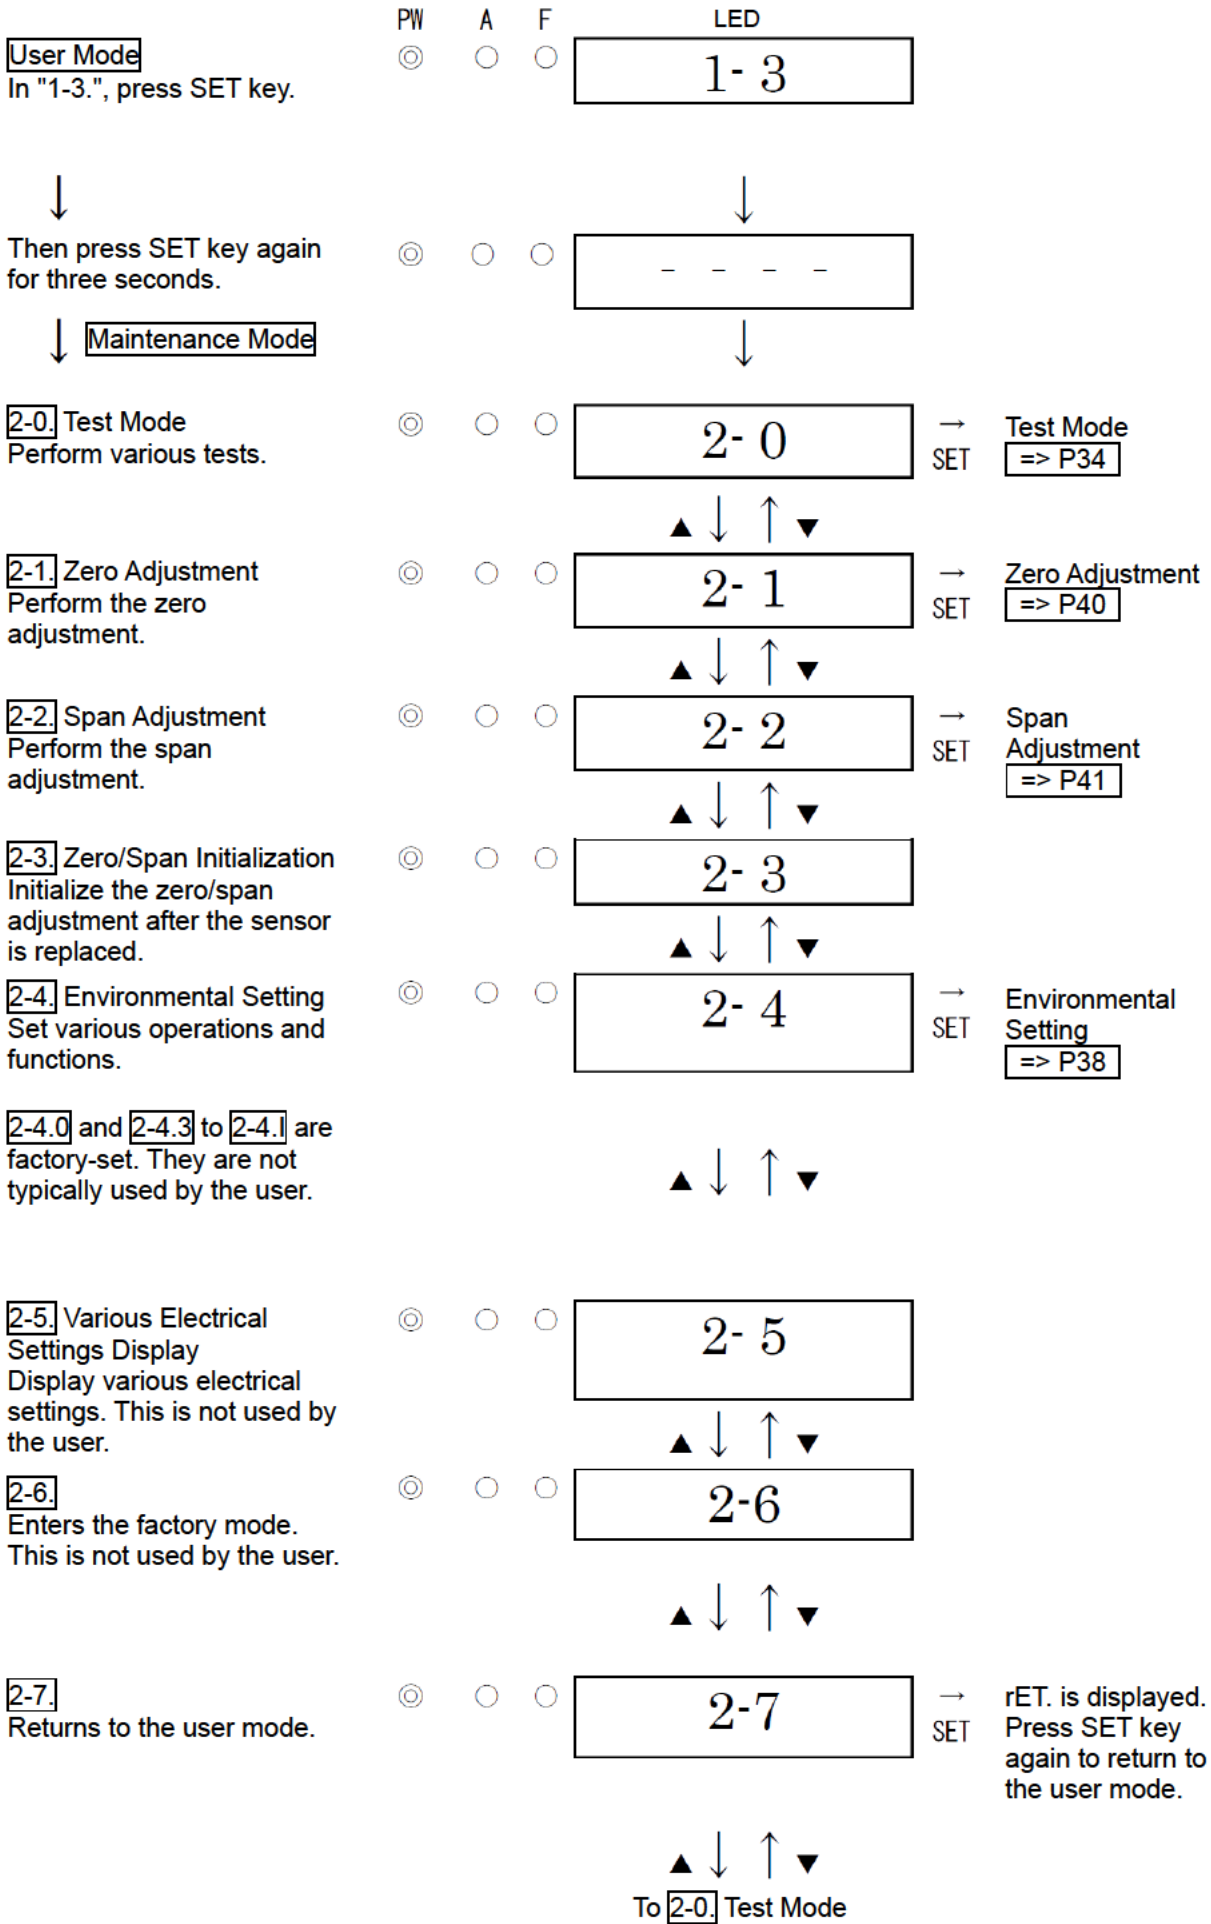 PW A F LED
User Mode
In "1-3.", press SET key.
◎ ○ ○ 1- 3
↓ ↓
Then press SET key again
for three seconds.
◎ ○ ○ - - - -
↓ Maintenance Mode ↓
2-0. Test Mode
Perform various tests.
◎ ○ ○ 2- 0
→
SET
Test Mode
=> P34
▲ ↓ ↑ ▼
2-1. Zero Adjustment
Perform the zero
adjustment.
◎ ○ ○ 2- 1
→
SET
Zero Adjustment
=> P40
▲ ↓ ↑ ▼
2-2. Span Adjustment
Perform the span
adjustment.
◎ ○ ○ 2- 2
→
SET
Span
Adjustment
=> P41
▲ ↓ ↑ ▼
2-3. Zero/Span Initialization
Initialize the zero/span
adjustment after the sensor
is replaced.
◎ ○ ○ 2- 3
▲ ↓ ↑ ▼
2-4. Environmental Setting
Set various operations and
functions.
◎ ○ ○ 2- 4
→
SET
Environmental
Setting
=> P38
2-4.0 and 2-4.3 to 2-4.I are
factory-set. They are not
typically used by the user.
▲ ↓ ↑ ▼
2-5. Various Electrical
Settings Display
Display various electrical
settings. This is not used by
the user.
◎ ○ ○ 2- 5
▲ ↓ ↑ ▼
2-6.
Enters the factory mode.
This is not used by the user.
◎ ○ ○ 2-6
▲ ↓ ↑ ▼
2-7.
Returns to the user mode.
◎ ○ ○ 2-7
→
SET
rET. is displayed.
Press SET key
again to return to
the user mode.
▲ ↓ ↑ ▼
To 2-0. Test Mode